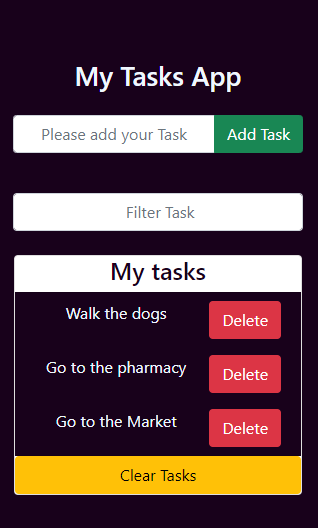 My Tasks App
Please add your Task Add Task
Filter Task
My tasks
Walk the dogs Delete
Go to the pharmacy Delete
Go to the Market Delete
Clear Tasks